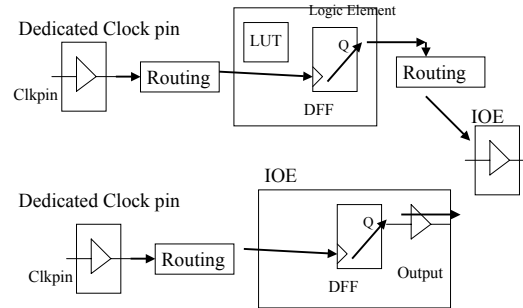 Logic Element
Dedicated Clock pin
LUT
Q
Routing
Routing
Clkpin
DFF
IOE
IOE
Dedicated Clock pin
Q
Routing
Clkpin
Output
DFF